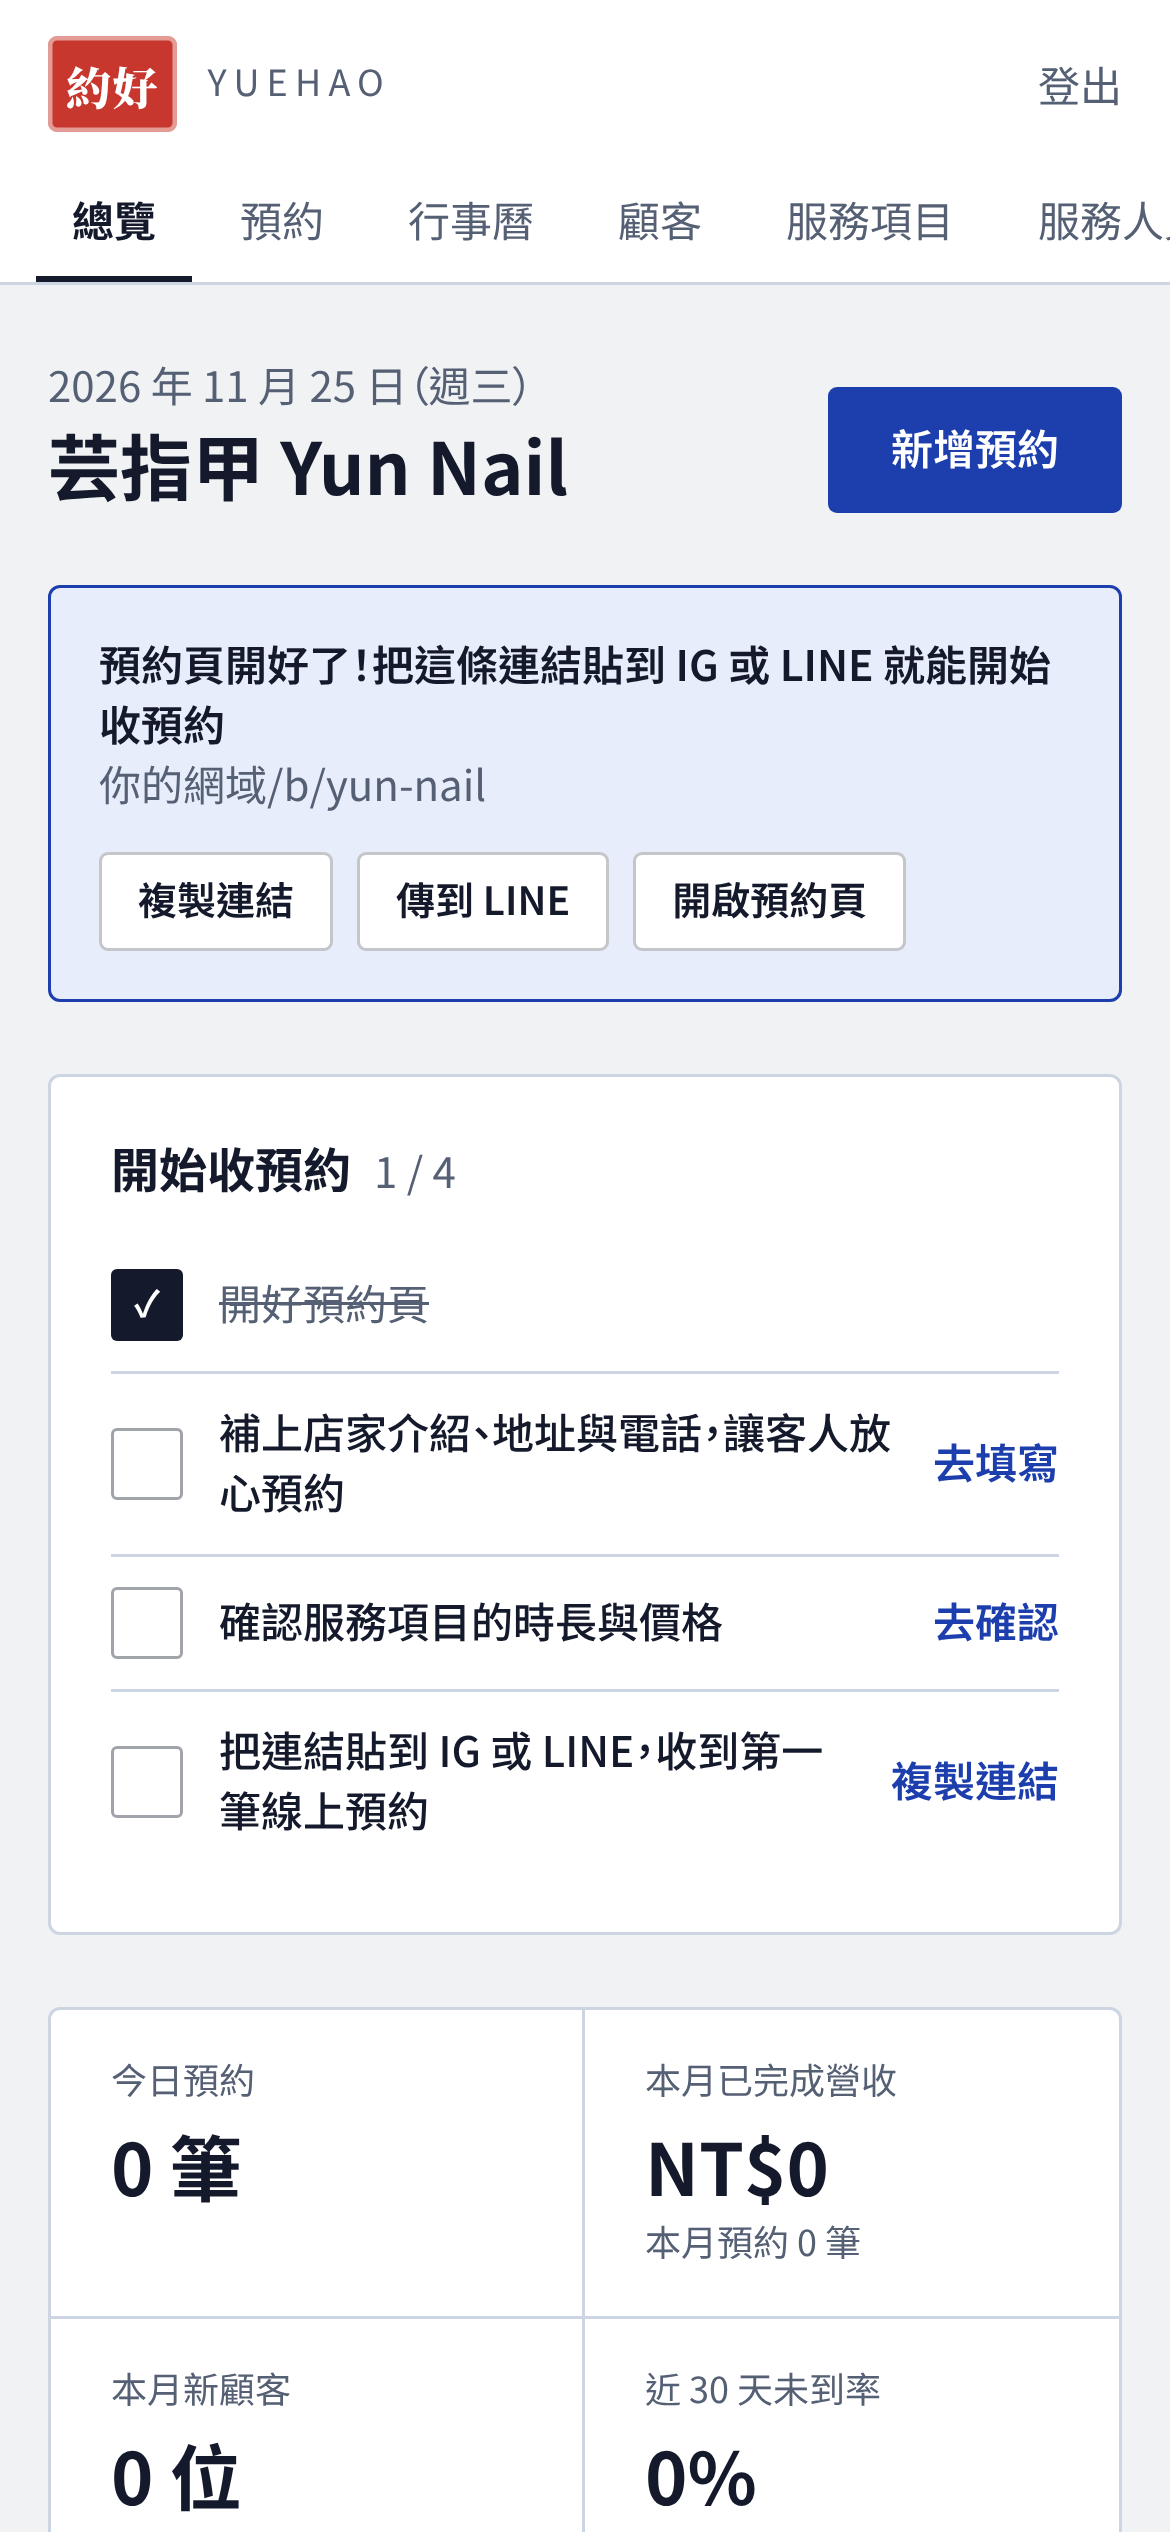 約好 YUEHAO 登出
總覽 預約 行事曆 顧客 服務項目 服務人
2026 年 11 月 25 日（週三）
芸指甲 Yun Nail
新增預約
預約頁開好了！把這條連結貼到 IG 或 LINE 就能開始
收預約
你的網域/b/yun-nail
複製連結 傳到 LINE 開啟預約頁
開始收預約 1 / 4
✓ 開好預約頁
補上店家介紹、地址與電話，讓客人放
心預約
去填寫
確認服務項目的時長與價格 去確認
把連結貼到 IG 或 LINE，收到第一
筆線上預約
複製連結
今日預約
0 筆
本月已完成營收
NT$0
本月預約 0 筆
本月新顧客
0 位
近 30 天未到率
0%